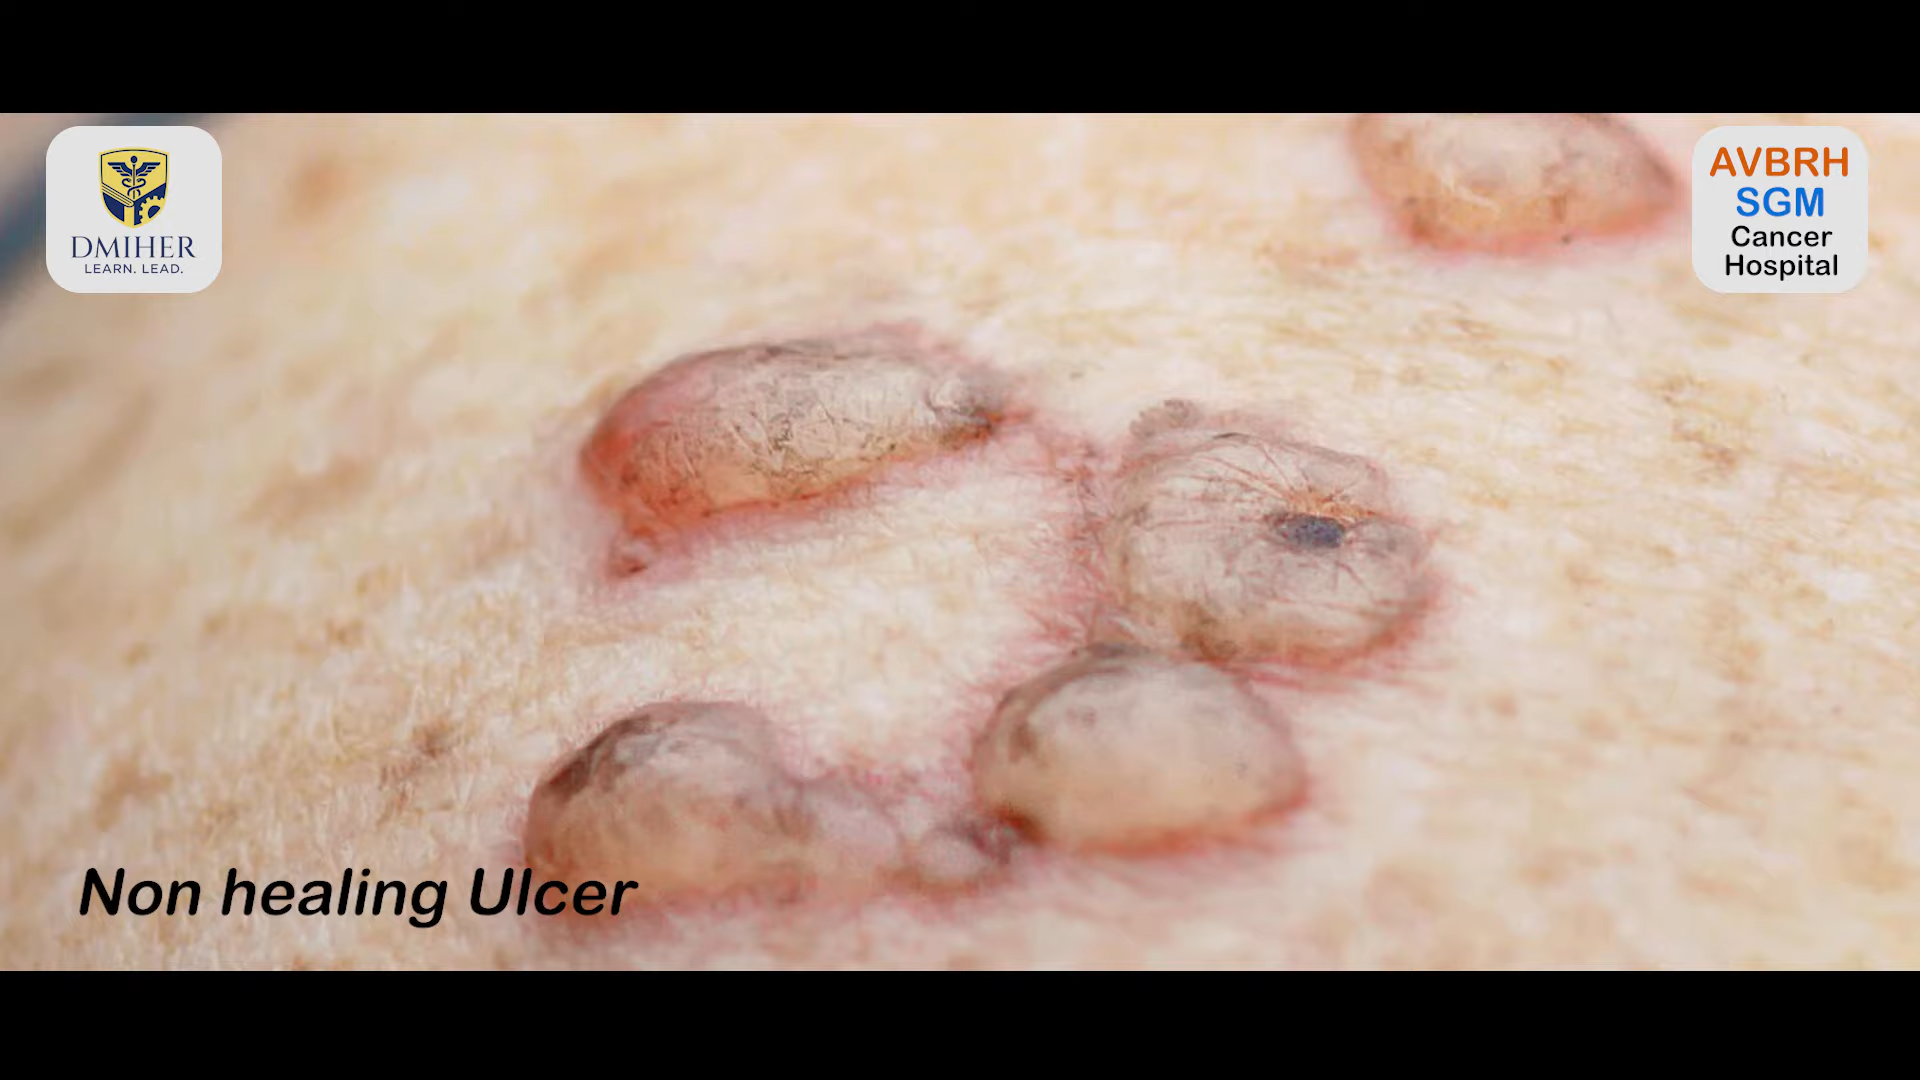 DMIHER
LEARN. LEAD.
AVBRH
SGM
Cancer
Hospital
Non healing Ulcer